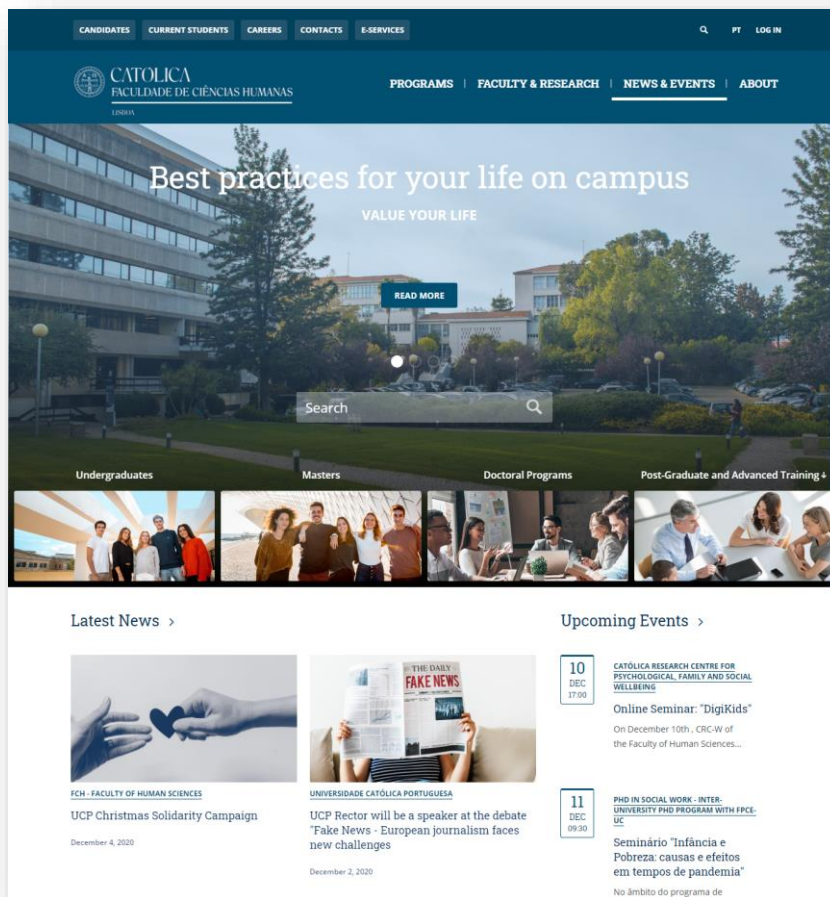 CANDIDATES CURRENT STUDENTS CAREERS CONTACTS E-SERVICES PT LOG IN
CATOLICA
FACULDADE DE CIÊNCIAS HUMANAS
LISBOA
PROGRAMS | FACULTY & RESEARCH | NEWS & EVENTS | ABOUT
Best practices for your life on campus
VALUE YOUR LIFE
READ MORE
Search
Undergraduates Masters Doctoral Programs Post-Graduate and Advanced Training +
Latest News >
THE DAILY
FAKE NEWS
FCH - FACULTY OF HUMAN SCIENCES
UCP Christmas Solidarity Campaign
December 4, 2020
UNIVERSIDADE CATÓLICA PORTUGUESA
UCP Rector will be a speaker at the debate
"Fake News - European journalism faces
new challenges
December 2, 2020
Upcoming Events >
10
DEC
17:00
CATÓLICA RESEARCH CENTRE FOR
PSYCHOLOGICAL, FAMILY AND SOCIAL
WELLBEING
Online Seminar: "DigiKids"
On December 10th , CRC-W of
the Faculty of Human Sciences...
11
DEC
09:30
PHD IN SOCIAL WORK - INTER-
UNIVERSITY PHD PROGRAM WITH FPCE-
UC
Seminário "Infância e
Pobreza: causas e efeitos
em tempos de pandemia"
No âmbito do programa de